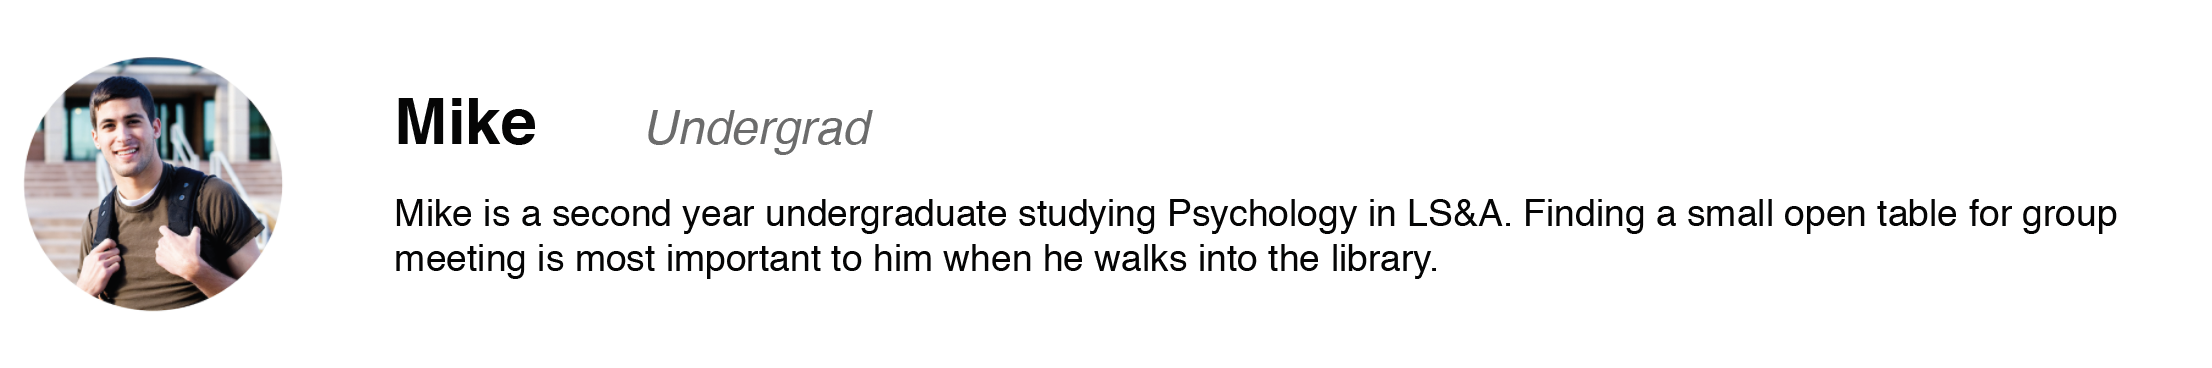 Mike Undergrad
Mike is a second year undergraduate studying Psychology in LS&A. Finding a small open table for group
meeting is most important to him when he walks into the library.